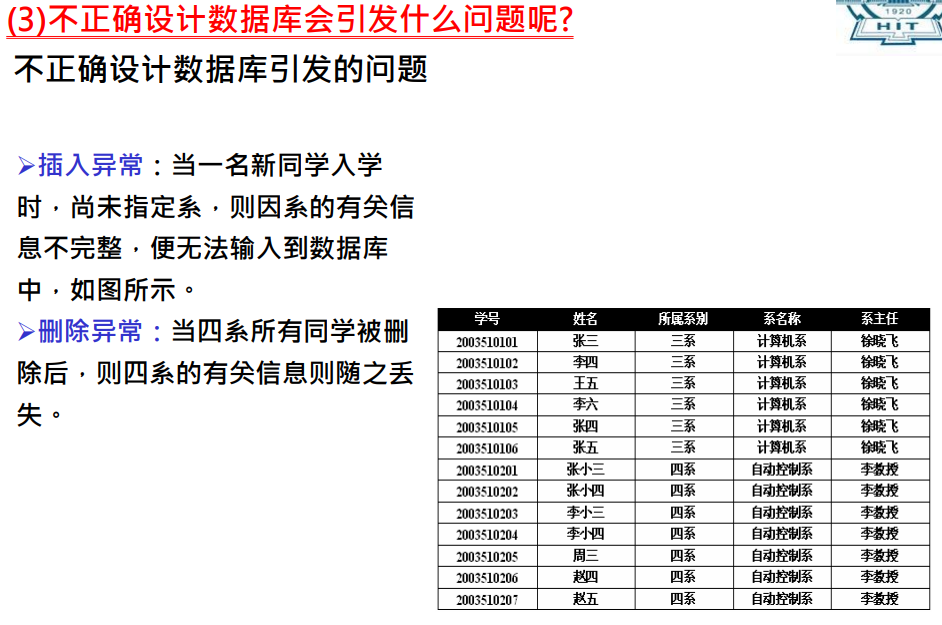 (3)不正确设计数据库会引发什么问题呢?
1920
HIT
不正确设计数据库引发的问题
➢插入异常：当一名新同学入学
时，尚未指定系，则因系的有关信
息不完整，便无法输入到数据库
中，如图所示。
➢删除异常：当四系所有同学被删
除后，则四系的有关信息则随之丢
失。
学号 姓名 所属系别 系名称 系主任
2003510101 张三 三系 计算机系 徐晓飞
2003510102 李四 三系 计算机系 徐晓飞
2003510103 王五 三系 计算机系 徐晓飞
2003510104 李六 三系 计算机系 徐晓飞
2003510105 张四 三系 计算机系 徐晓飞
2003510106 张五 三系 计算机系 徐晓飞
2003510201 张小三 四系 自动控制系 李教授
2003510202 张小四 四系 自动控制系 李教授
2003510203 李小三 四系 自动控制系 李教授
2003510204 李小四 四系 自动控制系 李教授
2003510205 周三 四系 自动控制系 李教授
2003510206 赵四 四系 自动控制系 李教授
2003510207 赵五 四系 自动控制系 李教授